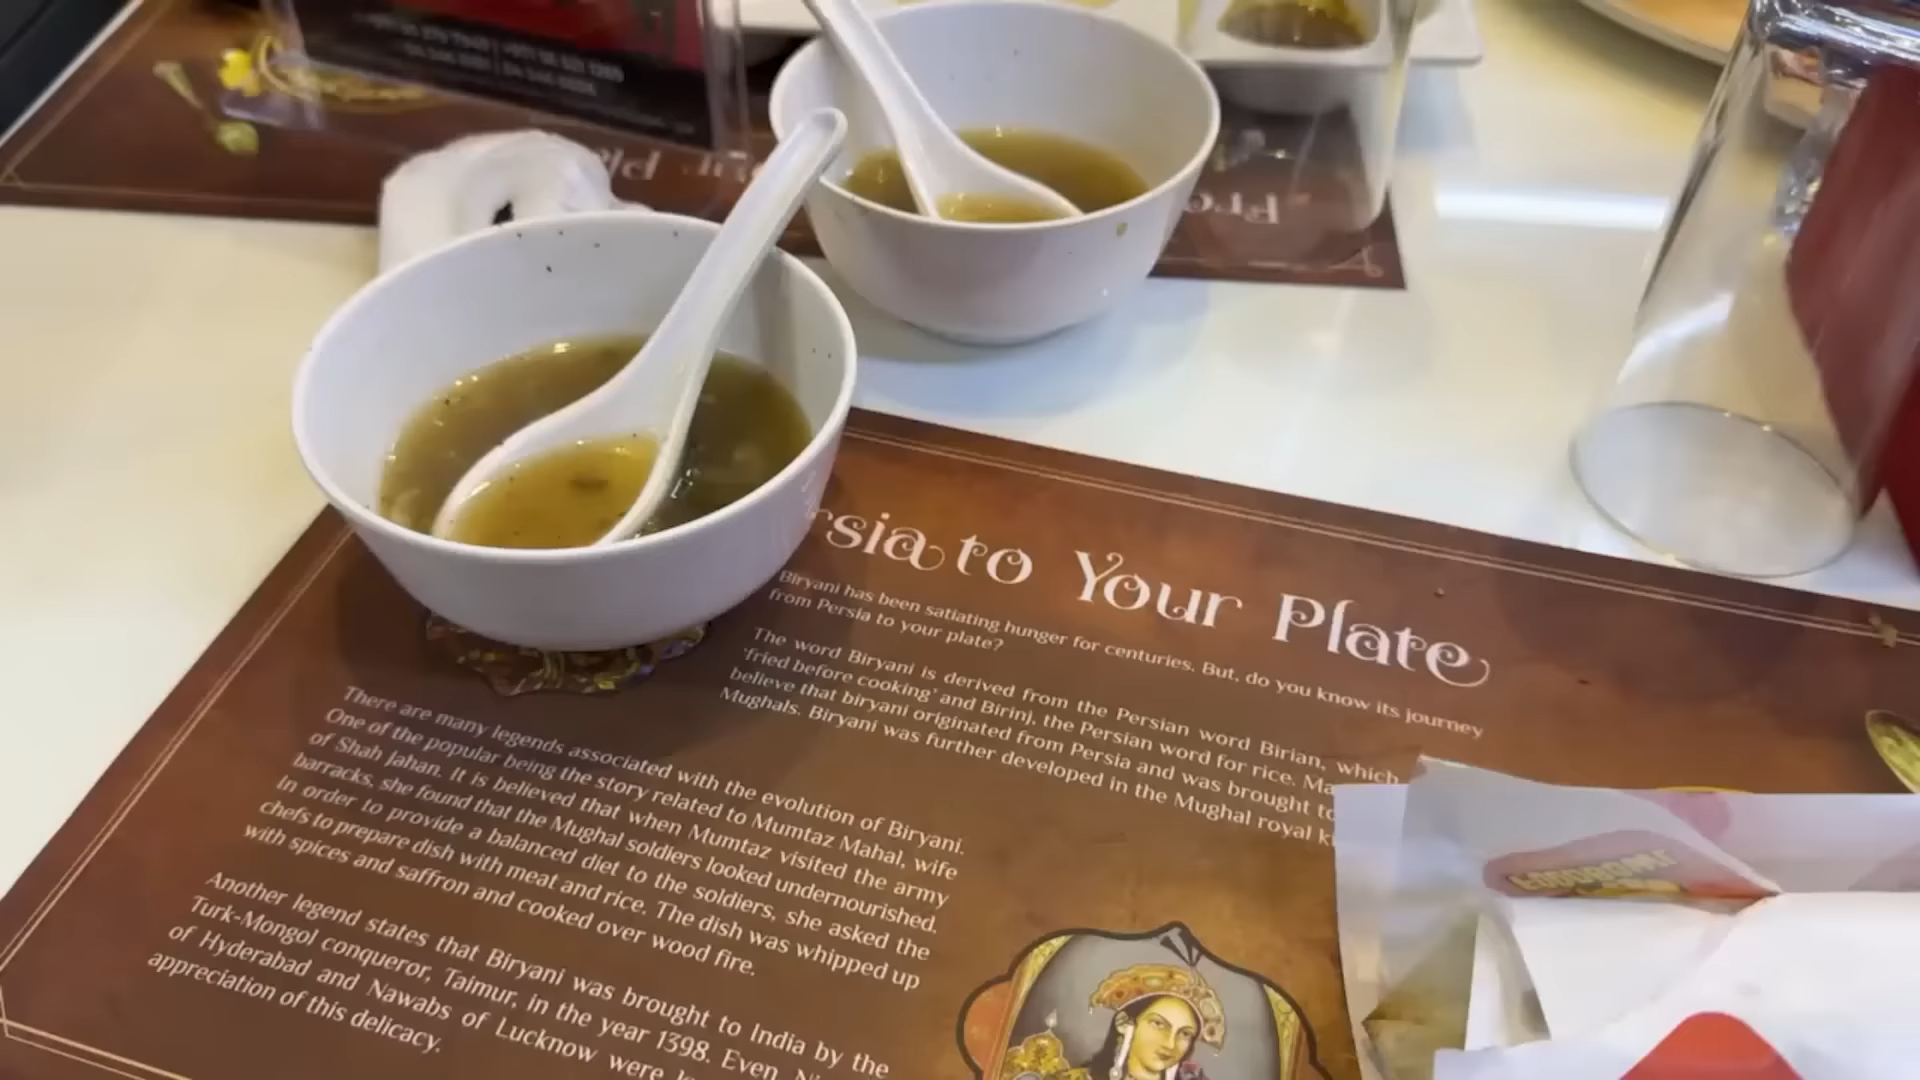 rsia to Your Plate
Biryani has been satiating hunger for centuries. But, do you know its journey
from Persia to your plate?
The word Biryani is derived from the Persian word Birian, which
'fried before cooking' and Birinj, the Persian word for rice. Ma
believe that biryani originated from Persia and was brought to
Mughals. Biryani was further developed in the Mughal royal k
There are many legends associated with the evolution of Biryani.
One of the popular being the story related to Mumtaz Mahal, wife
of Shah Jahan. It is believed that when Mumtaz visited the army
barracks, she found that the Mughal soldiers looked undernourished.
In order to provide a balanced diet to the soldiers, she asked the
chefs to prepare dish with meat and rice. The dish was whipped up
with spices and saffron and cooked over wood fire.
Another legend states that Biryani was brought to India by the
Turk-Mongol conqueror, Taimur, in the year 1398. Even
of Hyderabad and Nawabs of Lucknow were
appreciation of this delicacy.